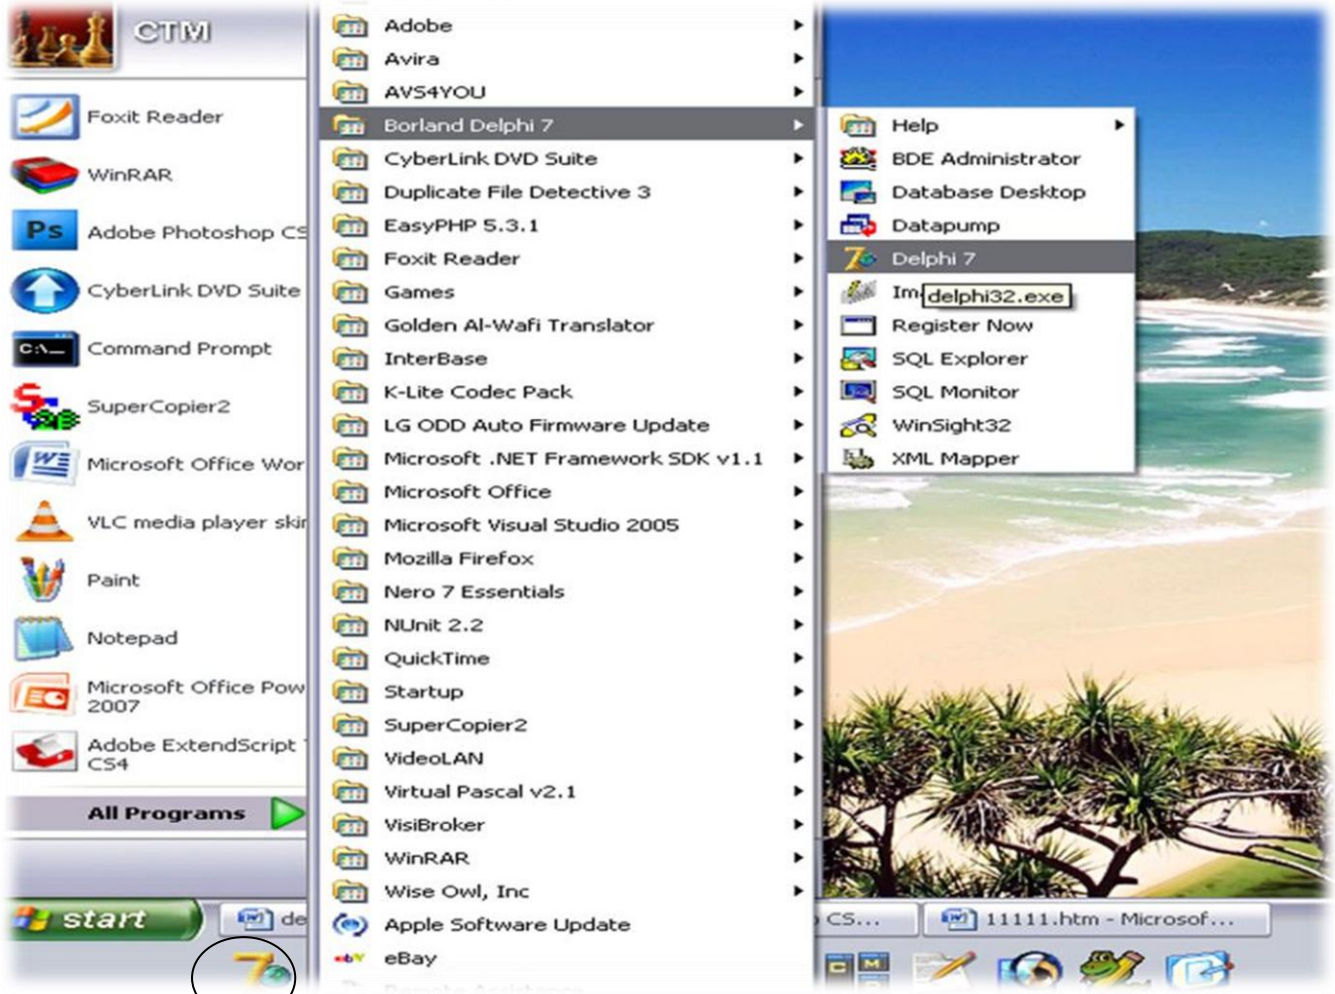 CTM
Foxit Reader
WinRAR
Ps
Adobe Photoshop CS
CyberLink DVD Suite
C:\_
Command Prompt
SuperCopier2
Microsoft Office Wor
VLC media player skin
Paint
Notepad
Microsoft Office Pow
2007
Adobe ExtendScript
CS4
All Programs
start
de
7
Adobe
Avira
AVS4YOU
Borland Delphi 7
CyberLink DVD Suite
Duplicate File Detective 3
EasyPHP 5.3.1
Foxit Reader
Games
Golden Al-Wafi Translator
InterBase
K-Lite Codec Pack
LG ODD Auto Firmware Update
Microsoft .NET Framework SDK v1.1
Microsoft Office
Microsoft Visual Studio 2005
Mozilla Firefox
Nero 7 Essentials
NUnit 2.2
QuickTime
Startup
SuperCopier2
VideoLAN
Virtual Pascal v2.1
VisiBroker
WinRAR
Wise Owl, Inc
Apple Software Update
eBay
Help
BDE Administrator
Database Desktop
Datapump
Delphi 7
delphi32.exe
Register Now
SQL Explorer
SQL Monitor
WinSight32
XML Mapper
CS...
11111.htm - Microsof...